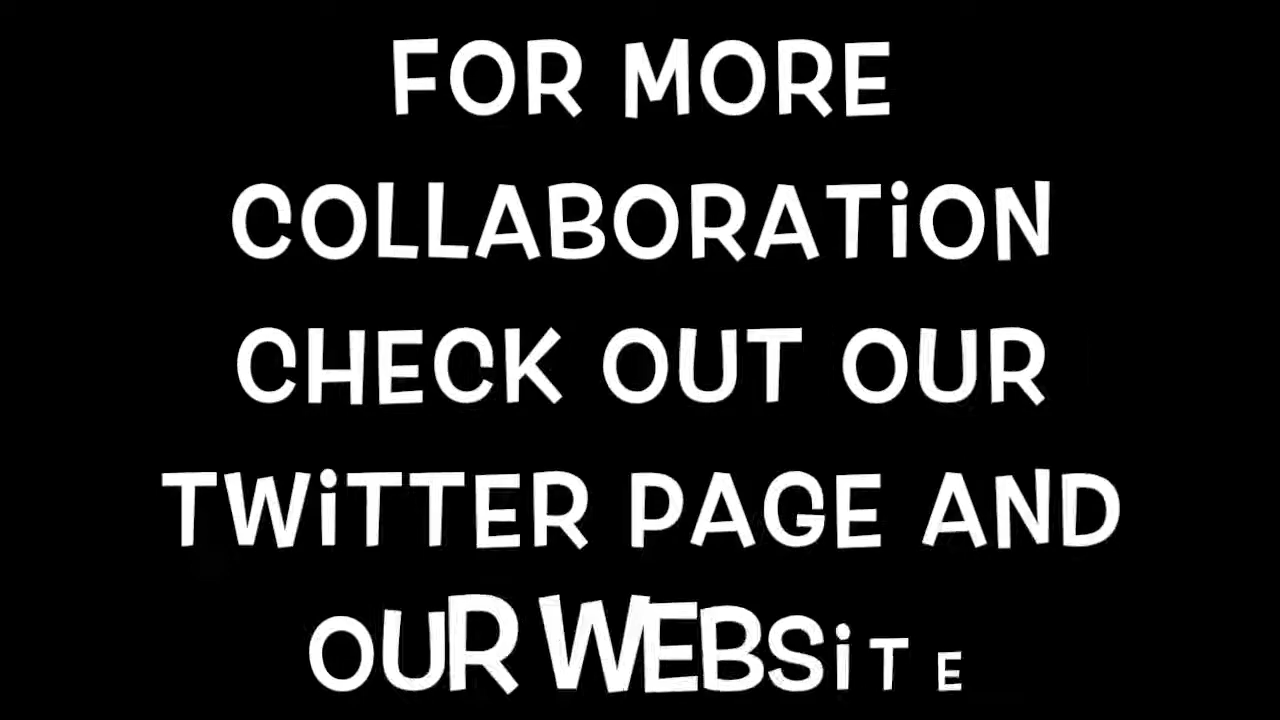 FOR MORE
COLLABORATiON
CHECK OUT OUR
TWiTTER PAGE AND
OUR WEBSiTE